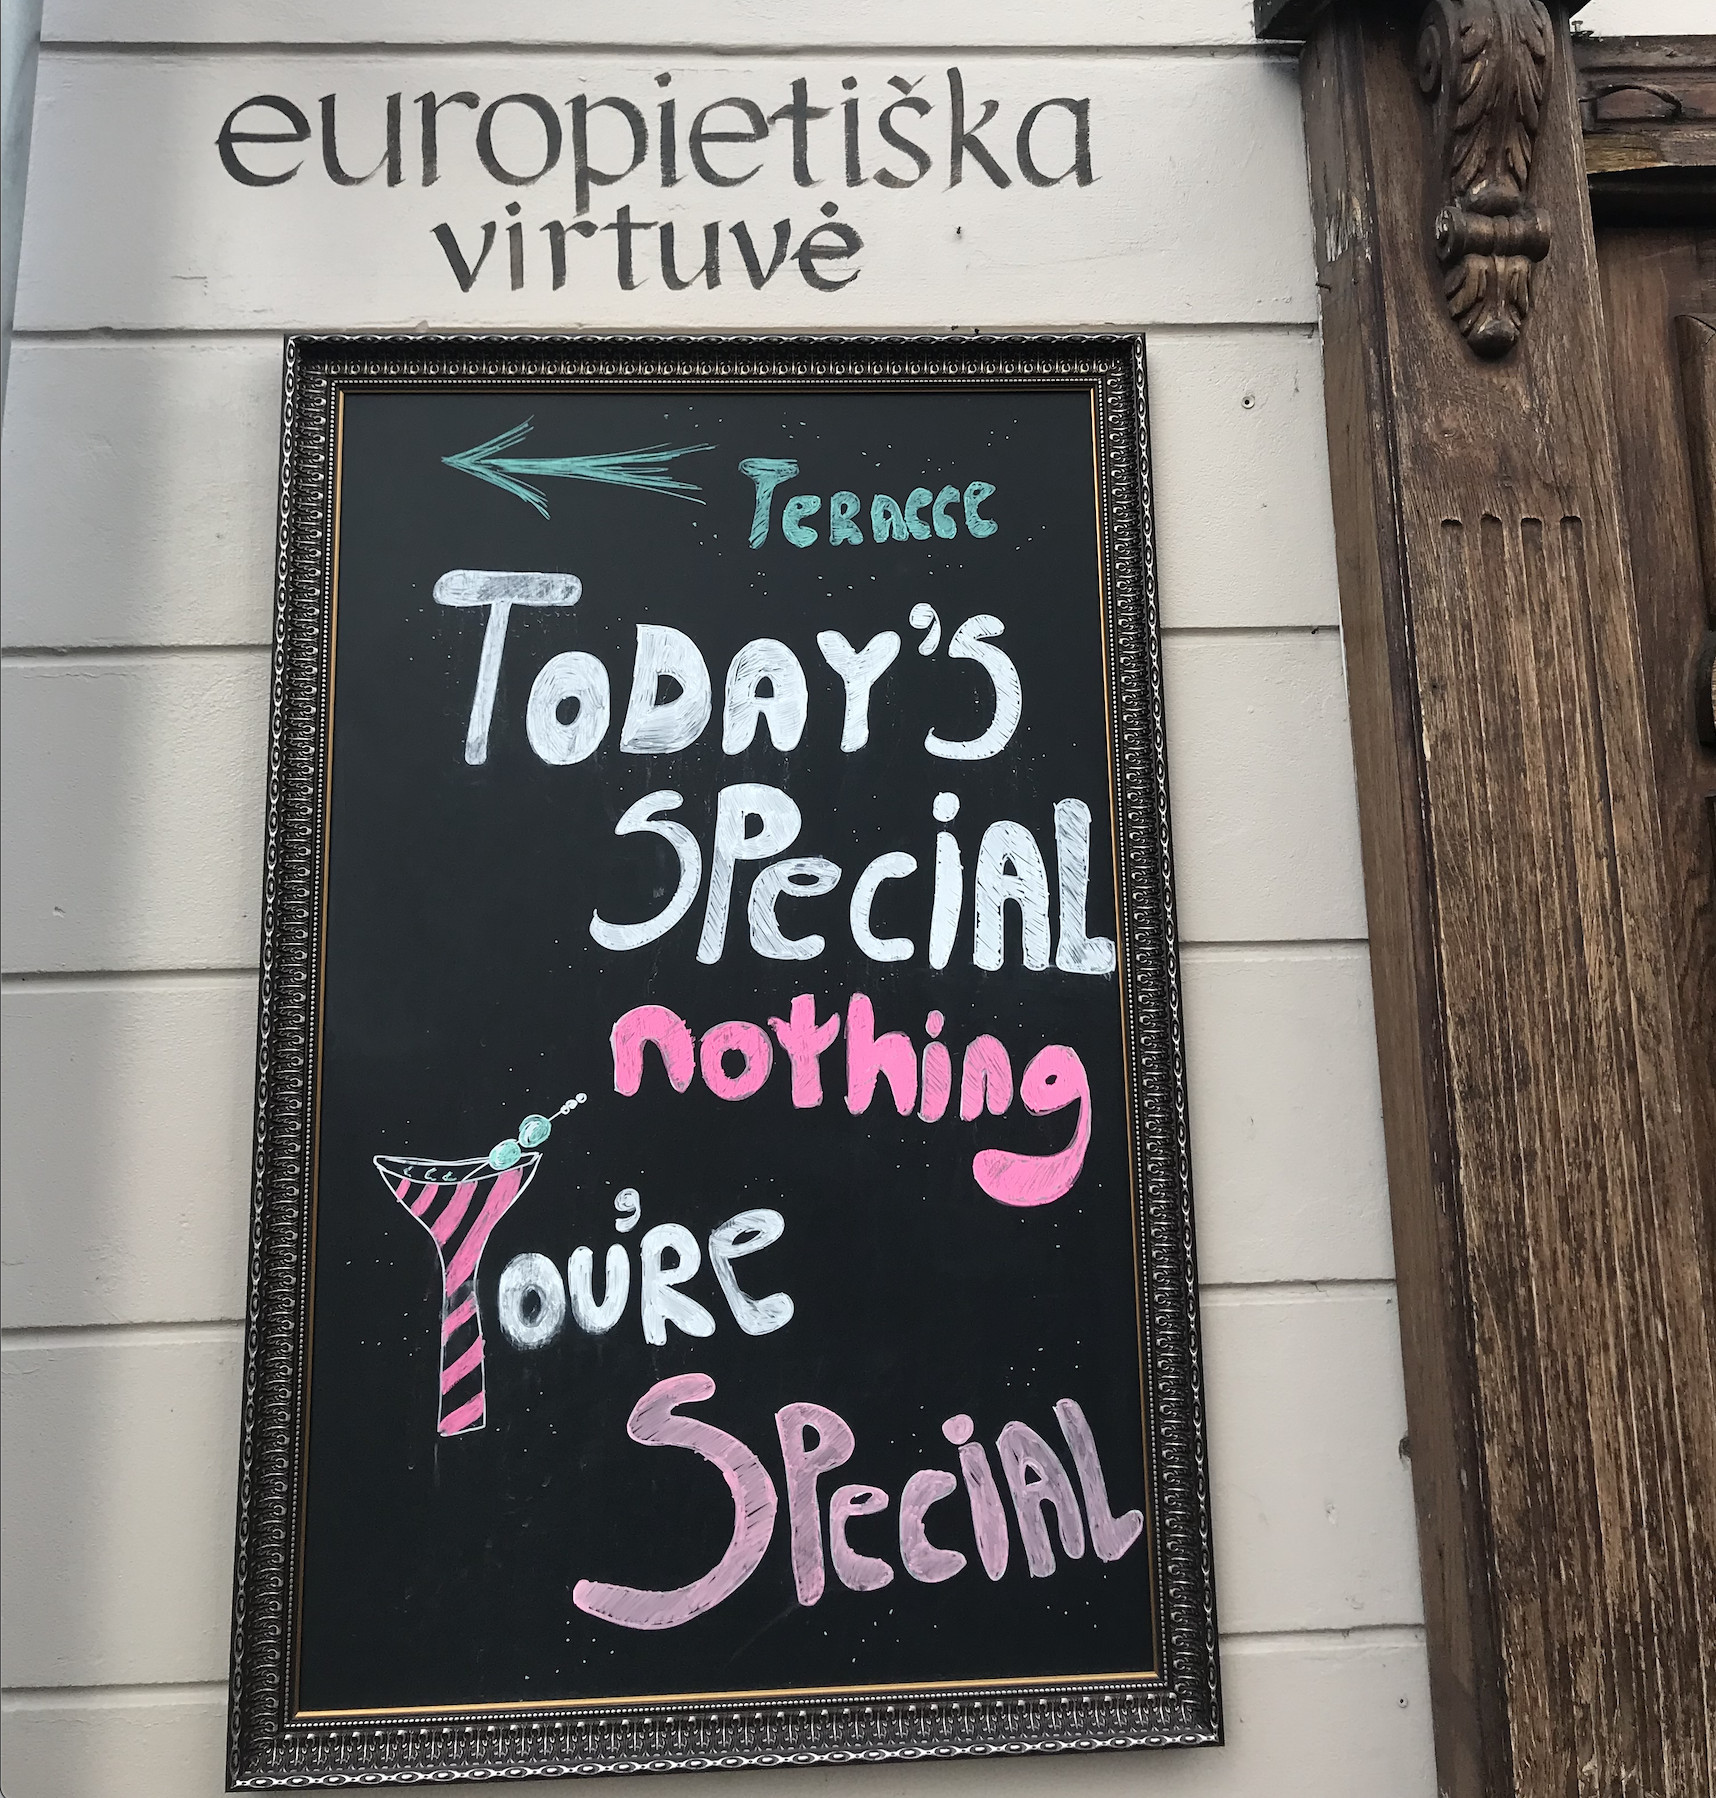 europietiška
virtuvė
Teracce
TODAY'S
SPeciAL
nothing
YOU'Re
SPeciAL